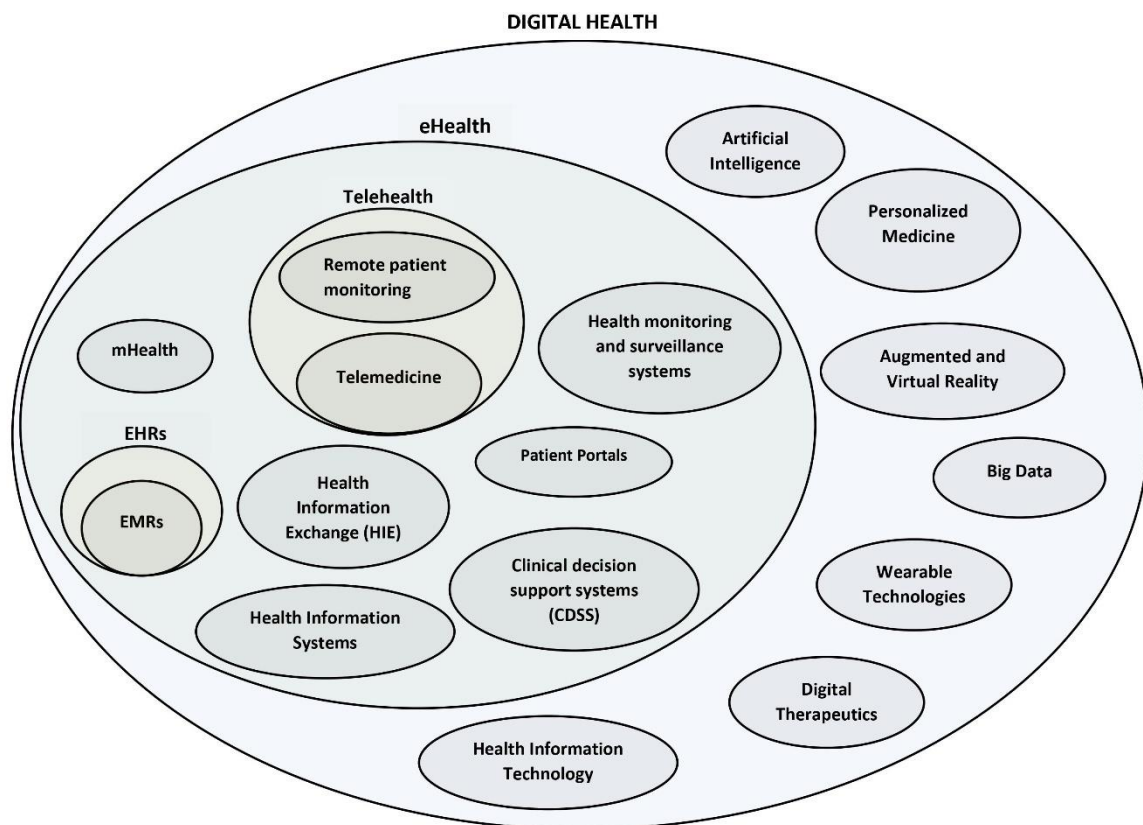 DIGITAL HEALTH
eHealth
Artificial
Intelligence
Telehealth
Personalized
Medicine
Remote patient
monitoring
Health monitoring
and surveillance
systems
mHealth
Augmented and
Virtual Reality
Telemedicine
EHRs
Patient Portals
Big Data
Health
Information
Exchange (HIE)
EMRs
Clinical decision
support systems
(CDSS)
Wearable
Technologies
Health Information
Systems
Digital
Therapeutics
Health Information
Technology